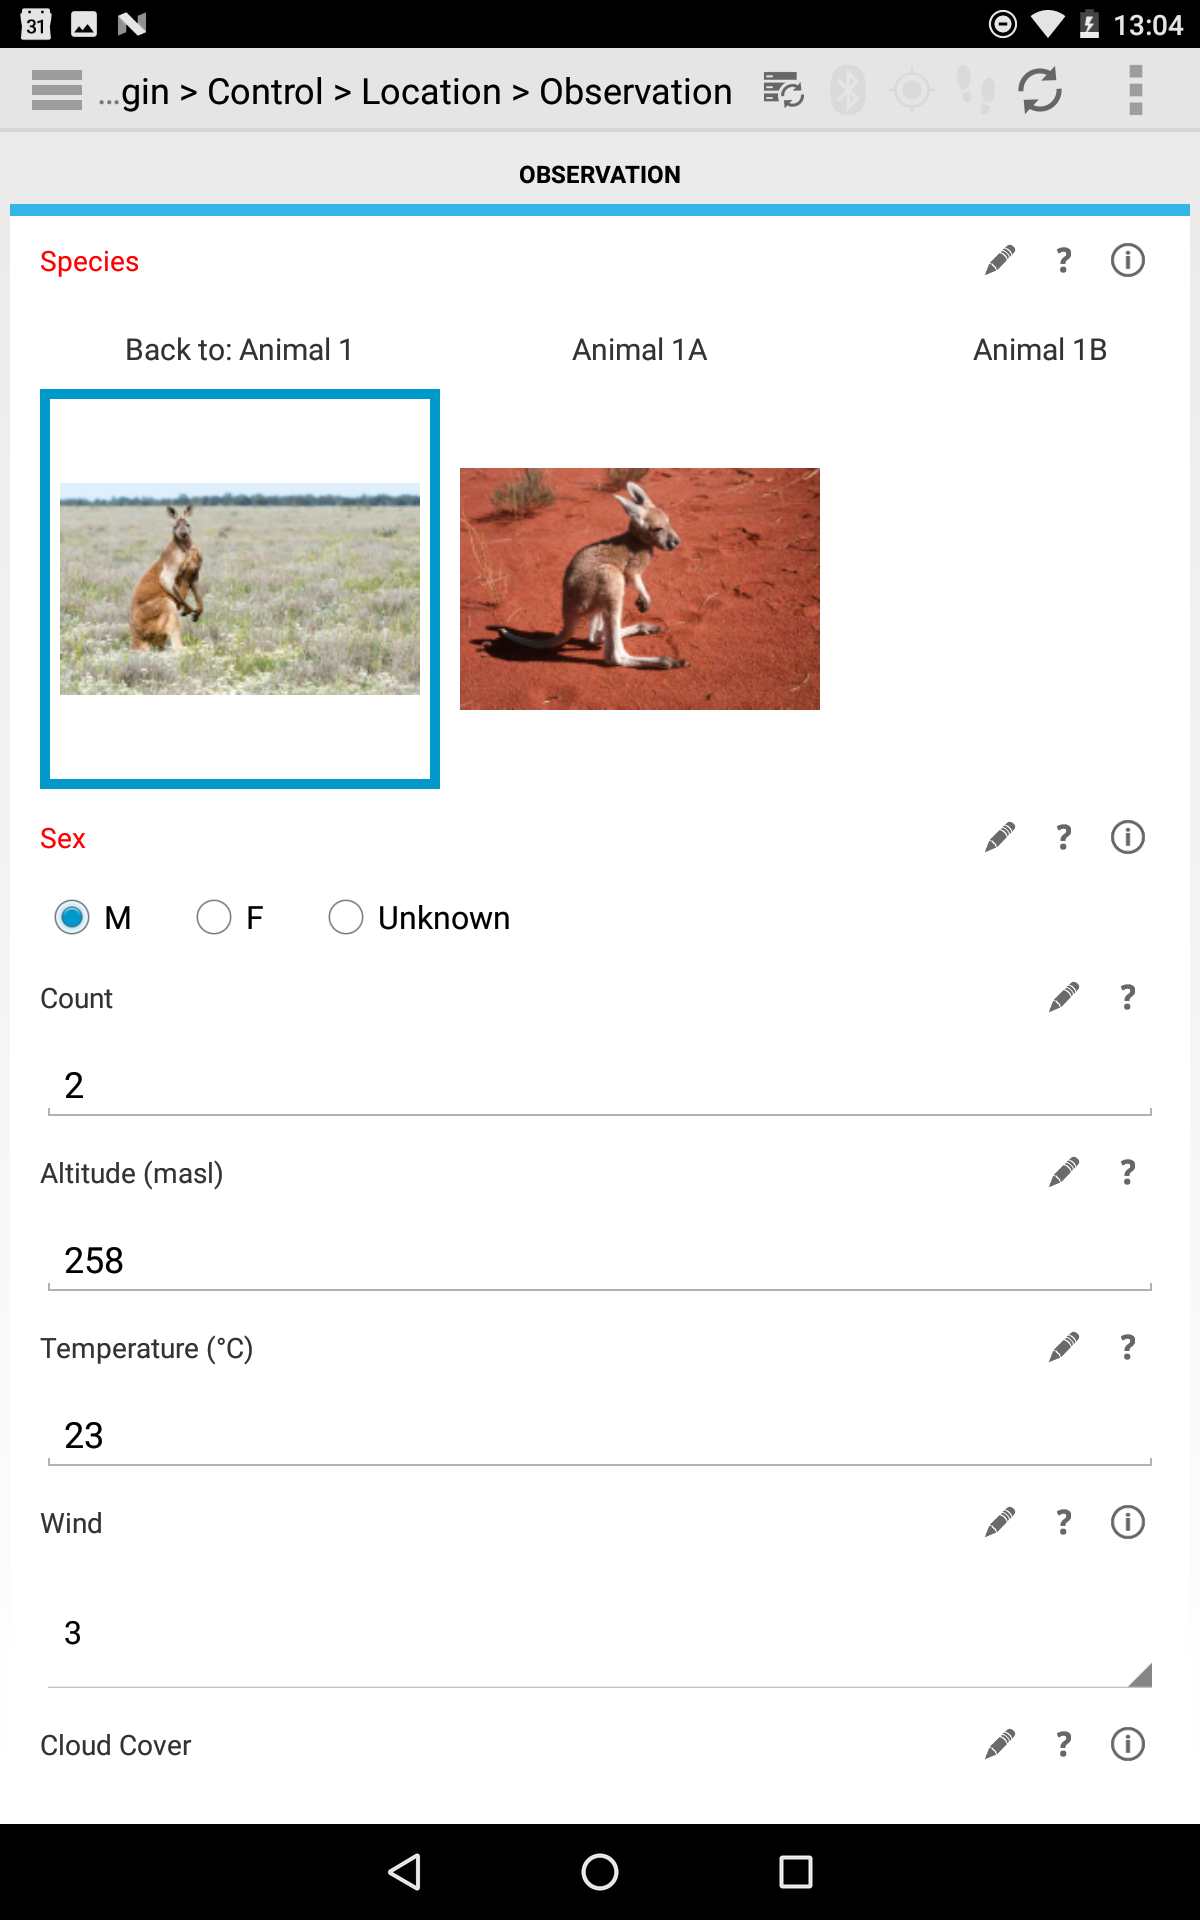 31
13:04
...gin > Control > Location > Observation
OBSERVATION
Species
?
Back to: Animal 1
Animal 1A
Animal 1B
Sex
?
M
F
Unknown
Count
?
2
Altitude (masl)
?
258
Temperature (°C)
?
23
Wind
?
3
Cloud Cover
?